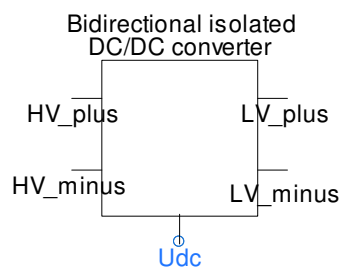 Bidirectional isolated
DC/DC converter
HV_plus
LV_plus
HV_minus
LV_minus
Udc